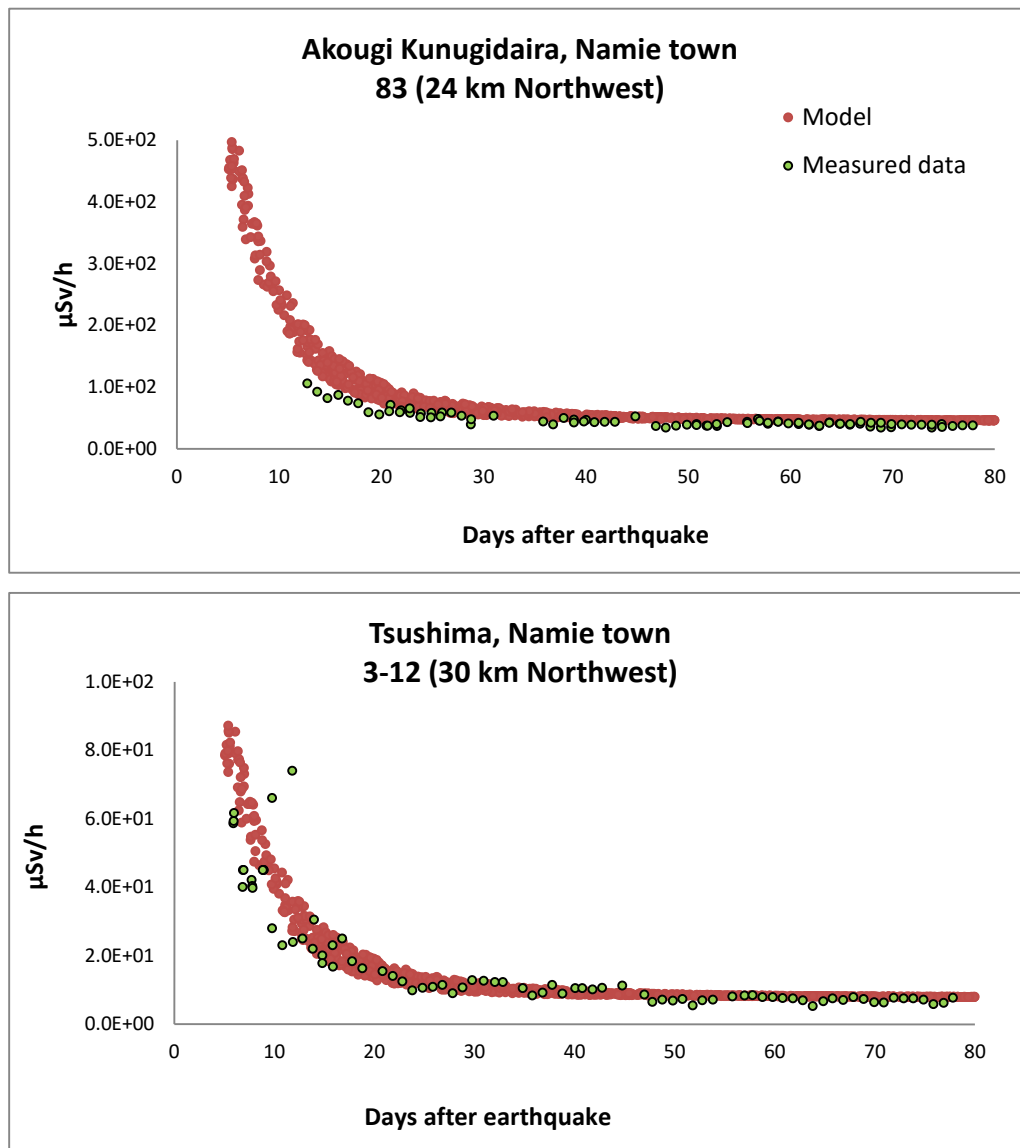 Akougi Kunugidaira, Namie town
83 (24 km Northwest)
Model
Measured data
5.0E+02
4.0E+02
3.0E+02
2.0E+02
1.0E+02
0.0E+00
µSv/h
0 10 20 30 40 50 60 70 80
Days after earthquake
Tsushima, Namie town
3-12 (30 km Northwest)
1.0E+02
8.0E+01
6.0E+01
4.0E+01
2.0E+01
0.0E+00
µSv/h
0 10 20 30 40 50 60 70 80
Days after earthquake